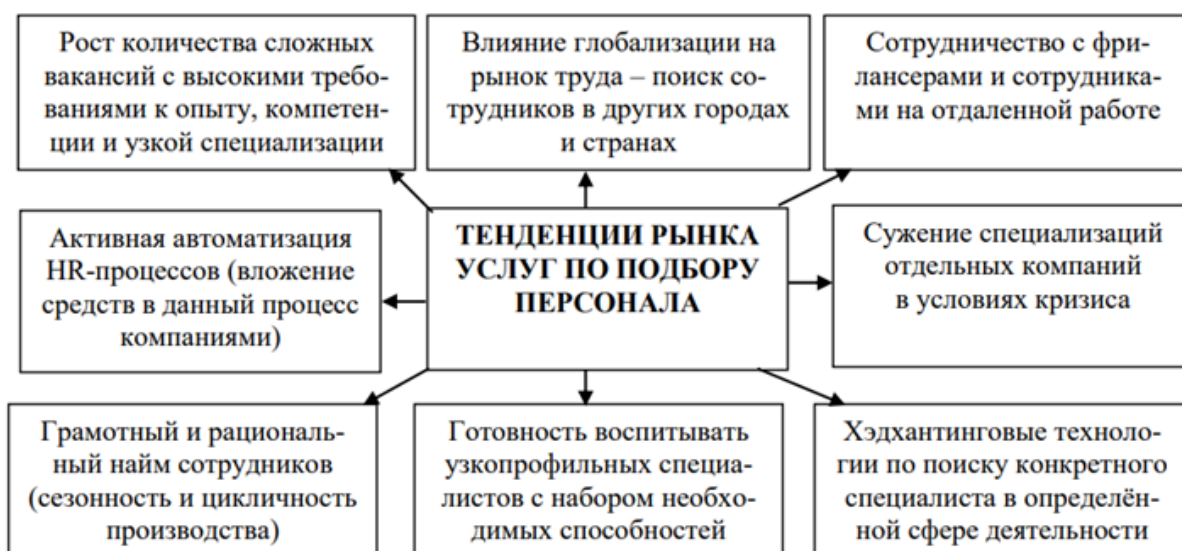 Рост количества сложных
вакансий с высокими требо-
ваниями к опыту, компетен-
ции и узкой специализации
Влияние глобализации на
рынок труда – поиск со-
трудников в других городах
и странах
Сотрудничество с фри-
лансерами и сотрудника-
ми на отдаленной работе
Активная автоматизация
HR-процессов (вложение
средств в данный процесс
компаниями)
ТЕНДЕНЦИИ РЫНКА
УСЛУГ ПО ПОДБОРУ
ПЕРСОНАЛА
Сужение специализаций
отдельных компаний
в условиях кризиса
Грамотный и рациональ-
ный найм сотрудников
(сезонность и цикличность
производства)
Готовность воспитывать
узкопрофильных специа-
листов с набором необхо-
димых способностей
Хэдхантинговые техноло-
гии по поиску конкретного
специалиста в определён-
ной сфере деятельности